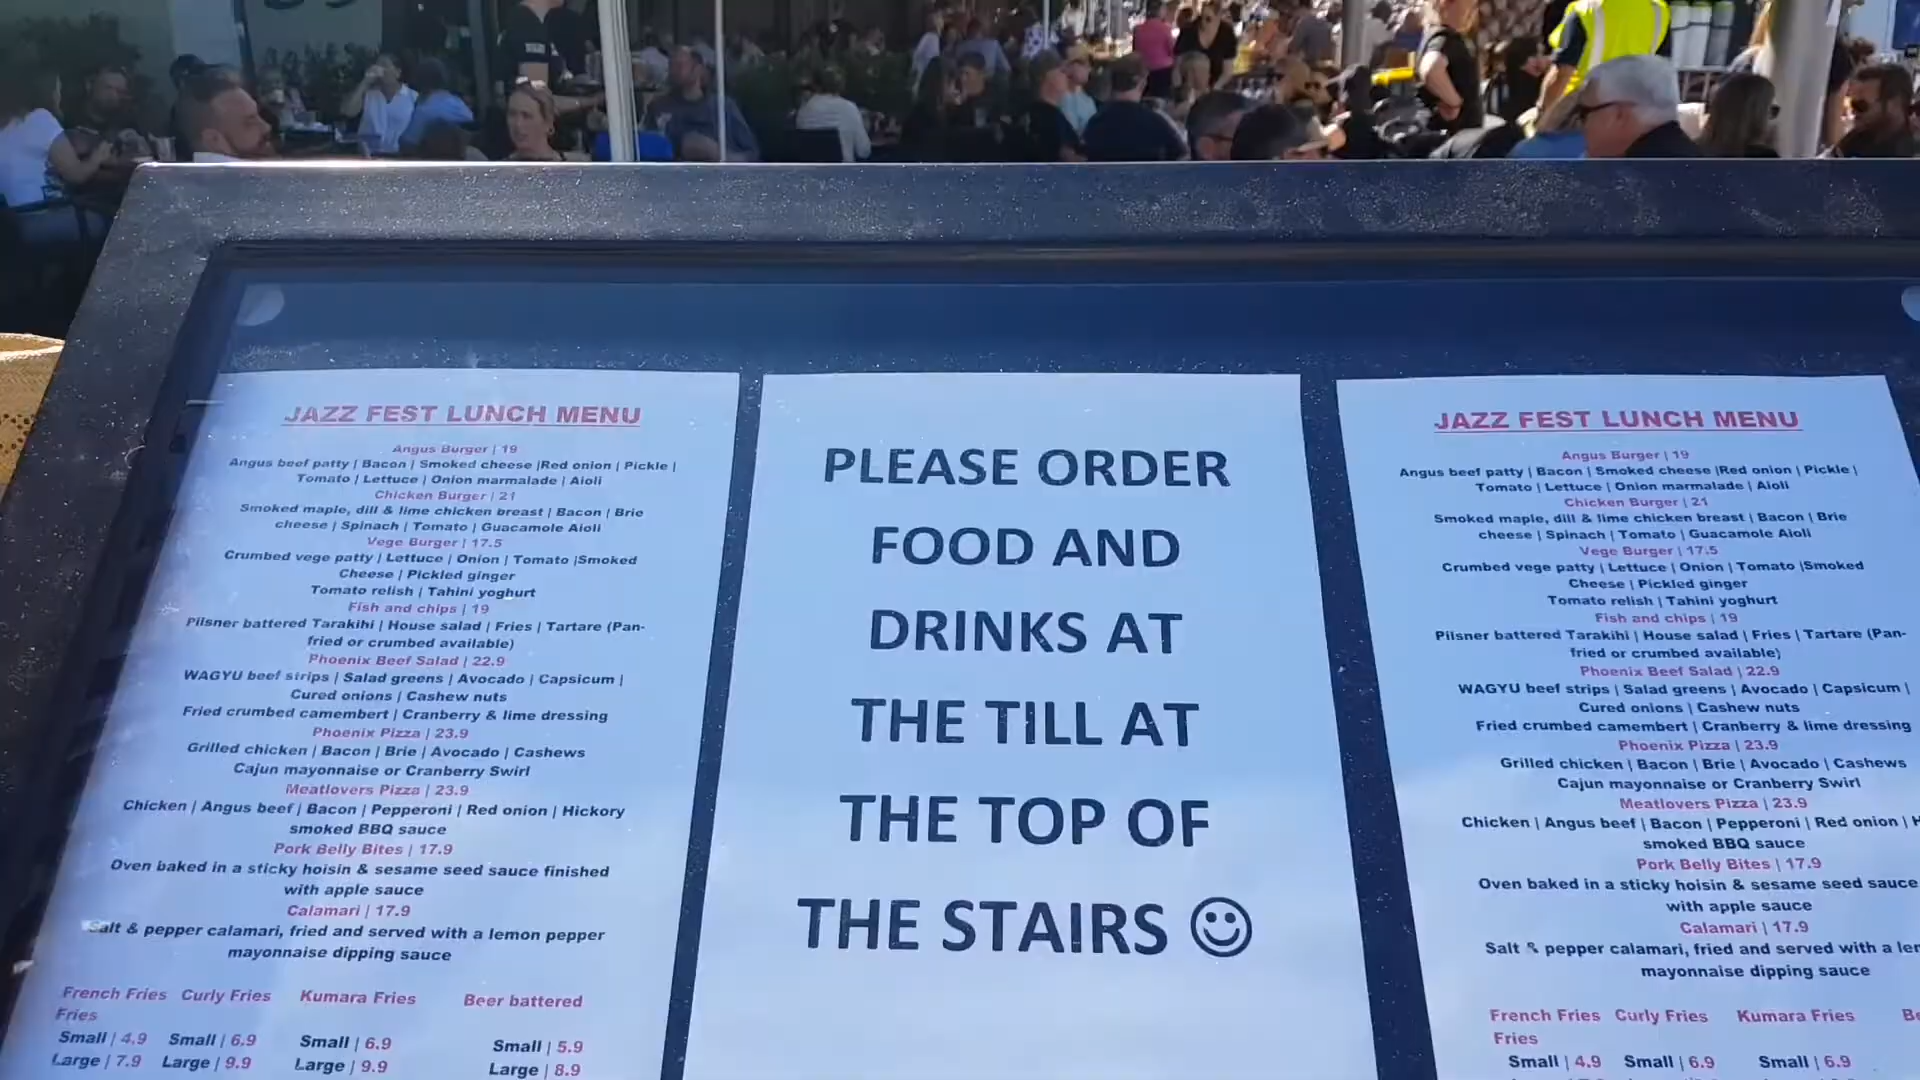 JAZZ FEST LUNCH MENU
Angus Burger | 19
Angus beef patty | Bacon | Smoked cheese |Red onion | Pickle |
Tomato | Lettuce | Onion marmalade | Aioli
Chicken Burger | 21
Smoked maple, dill & lime chicken breast | Bacon | Brie
cheese | Spinach | Tomato | Guacamole Aioli
Vege Burger | 17.5
Crumbed vege patty | Lettuce | Onion | Tomato |Smoked
Cheese | Pickled ginger
Tomato relish | Tahini yoghurt
Fish and chips | 19
Pilsner battered Tarakihi | House salad | Fries | Tartare (Pan-
fried or crumbed available)
Phoenix Beef Salad | 22.9
WAGYU beef strips | Salad greens | Avocado | Capsicum |
Cured onions | Cashew nuts
Fried crumbed camembert | Cranberry & lime dressing
Phoenix Pizza | 23.9
Grilled chicken | Bacon | Brie | Avocado | Cashews
Cajun mayonnaise or Cranberry Swirl
Meatlovers Pizza | 23.9
Chicken | Angus beef | Bacon | Pepperoni | Red onion | Hickory
smoked BBQ sauce
Pork Belly Bites | 17.9
Oven baked in a sticky hoisin & sesame seed sauce finished
with apple sauce
Calamari | 17.9
Salt & pepper calamari, fried and served with a lemon pepper
mayonnaise dipping sauce
French Fries Curly Fries Kumara Fries Beer battered
Fries
Small | 4.9 Small | 6.9 Small | 6.9 Small | 5.9
Large | 7.9 Large | 9.9 Large | 9.9 Large | 8.9
PLEASE ORDER
FOOD AND
DRINKS AT
THE TILL AT
THE TOP OF
THE STAIRS ☺
JAZZ FEST LUNCH MENU
Angus Burger | 19
Angus beef patty | Bacon | Smoked cheese |Red onion | Pickle |
Tomato | Lettuce | Onion marmalade | Aioli
Chicken Burger | 21
Smoked maple, dill & lime chicken breast | Bacon | Brie
cheese | Spinach | Tomato | Guacamole Aioli
Vege Burger | 17.5
Crumbed vege patty | Lettuce | Onion | Tomato |Smoked
Cheese | Pickled ginger
Tomato relish | Tahini yoghurt
Fish and chips | 19
Pilsner battered Tarakihi | House salad | Fries | Tartare (Pan-
fried or crumbed available)
Phoenix Beef Salad | 22.9
WAGYU beef strips | Salad greens | Avocado | Capsicum |
Cured onions | Cashew nuts
Fried crumbed camembert | Cranberry & lime dressing
Phoenix Pizza | 23.9
Grilled chicken | Bacon | Brie | Avocado | Cashews
Cajun mayonnaise or Cranberry Swirl
Meatlovers Pizza | 23.9
Chicken | Angus beef | Bacon | Pepperoni | Red onion |
smoked BBQ sauce
Pork Belly Bites | 17.9
Oven baked in a sticky hoisin & sesame seed sauce
with apple sauce
Calamari | 17.9
Salt & pepper calamari, fried and served with a
mayonnaise dipping sauce
French Fries Curly Fries Kumara Fries
Fries
Small | 4.9 Small | 6.9 Small | 6.9